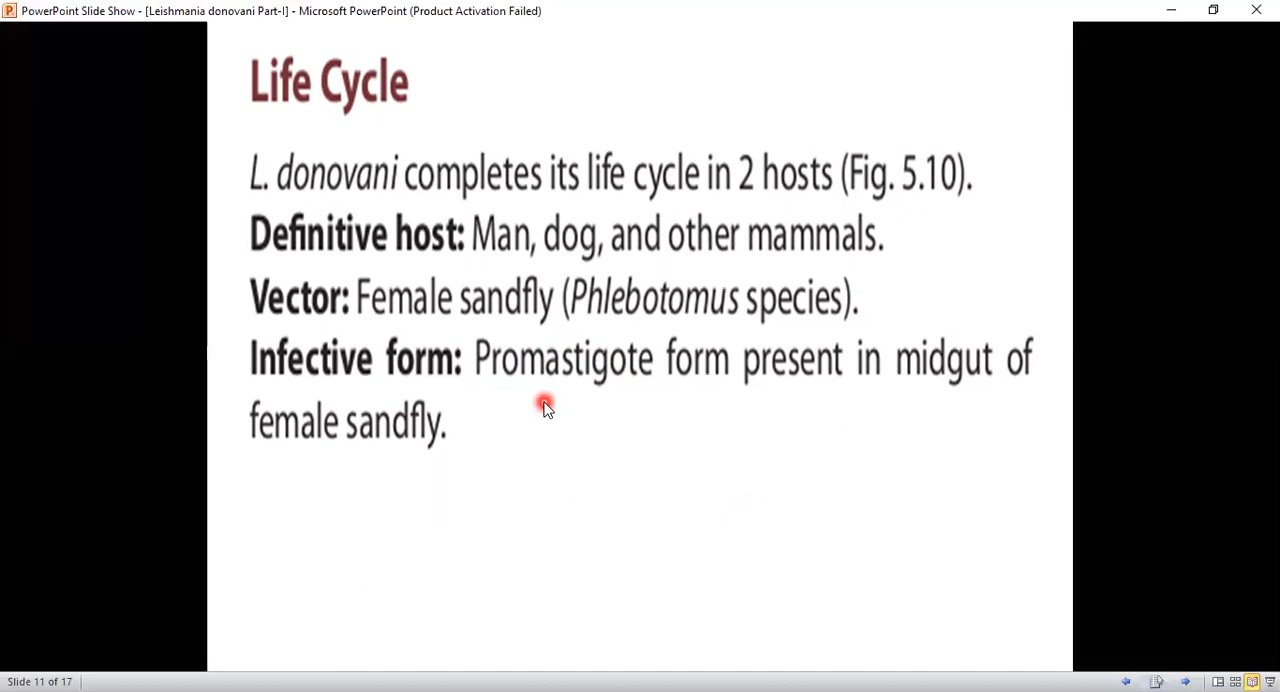 PowerPoint Slide Show - [Leishmania donovani Part-I] - Microsoft PowerPoint (Product Activation Failed)
Life Cycle
L. donovani completes its life cycle in 2 hosts (Fig. 5.10).
Definitive host: Man, dog, and other mammals.
Vector: Female sandfly (Phlebotomus species).
Infective form: Promastigote form present in midgut of
female sandfly.
Slide 11 of 17